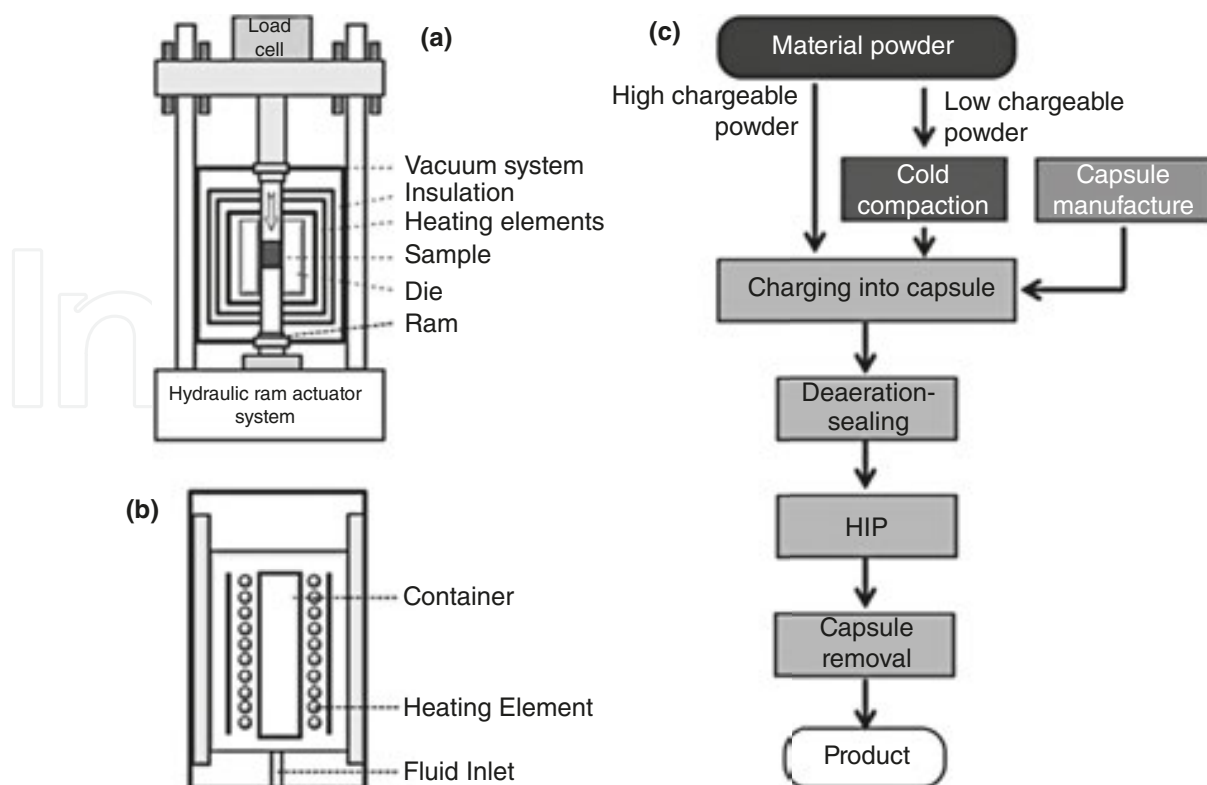 Load
cell
(a)
Vacuum system
Insulation
Heating elements
Sample
Die
Ram
Hydraulic ram actuator
system
(b)
Container
Heating Element
Fluid Inlet
(c)
Material powder
High chargeable
powder
Low chargeable
powder
Cold
compaction
Capsule
manufacture
Charging into capsule
Deaeration-
sealing
HIP
Capsule
removal
Product
In